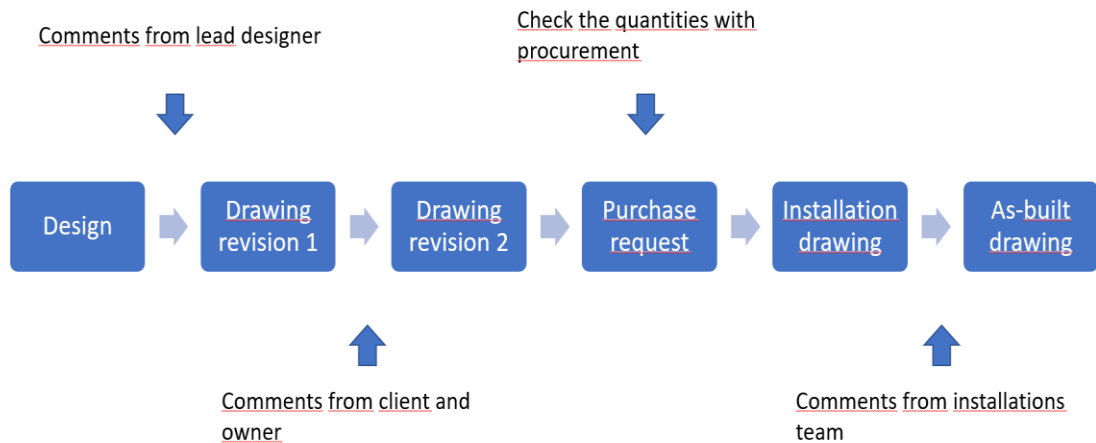 Comments from lead designer
Check the quantities with
procurement
Design
Drawing
revision 1
Drawing
revision 2
Purchase
request
Installation
drawing
As-built
drawing
Comments from client and
owner
Comments from installations
team